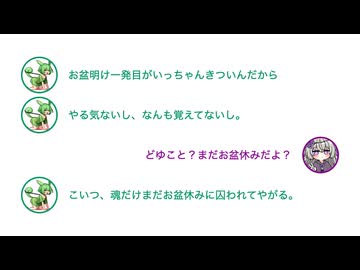 お盆明け一発目がいっちゃんきついんだから
やる気ないし、なんも覚えてないし。
どゆこと？まだお盆休みだよ？
こいつ、魂だけまだお盆休みに囚われてやがる。